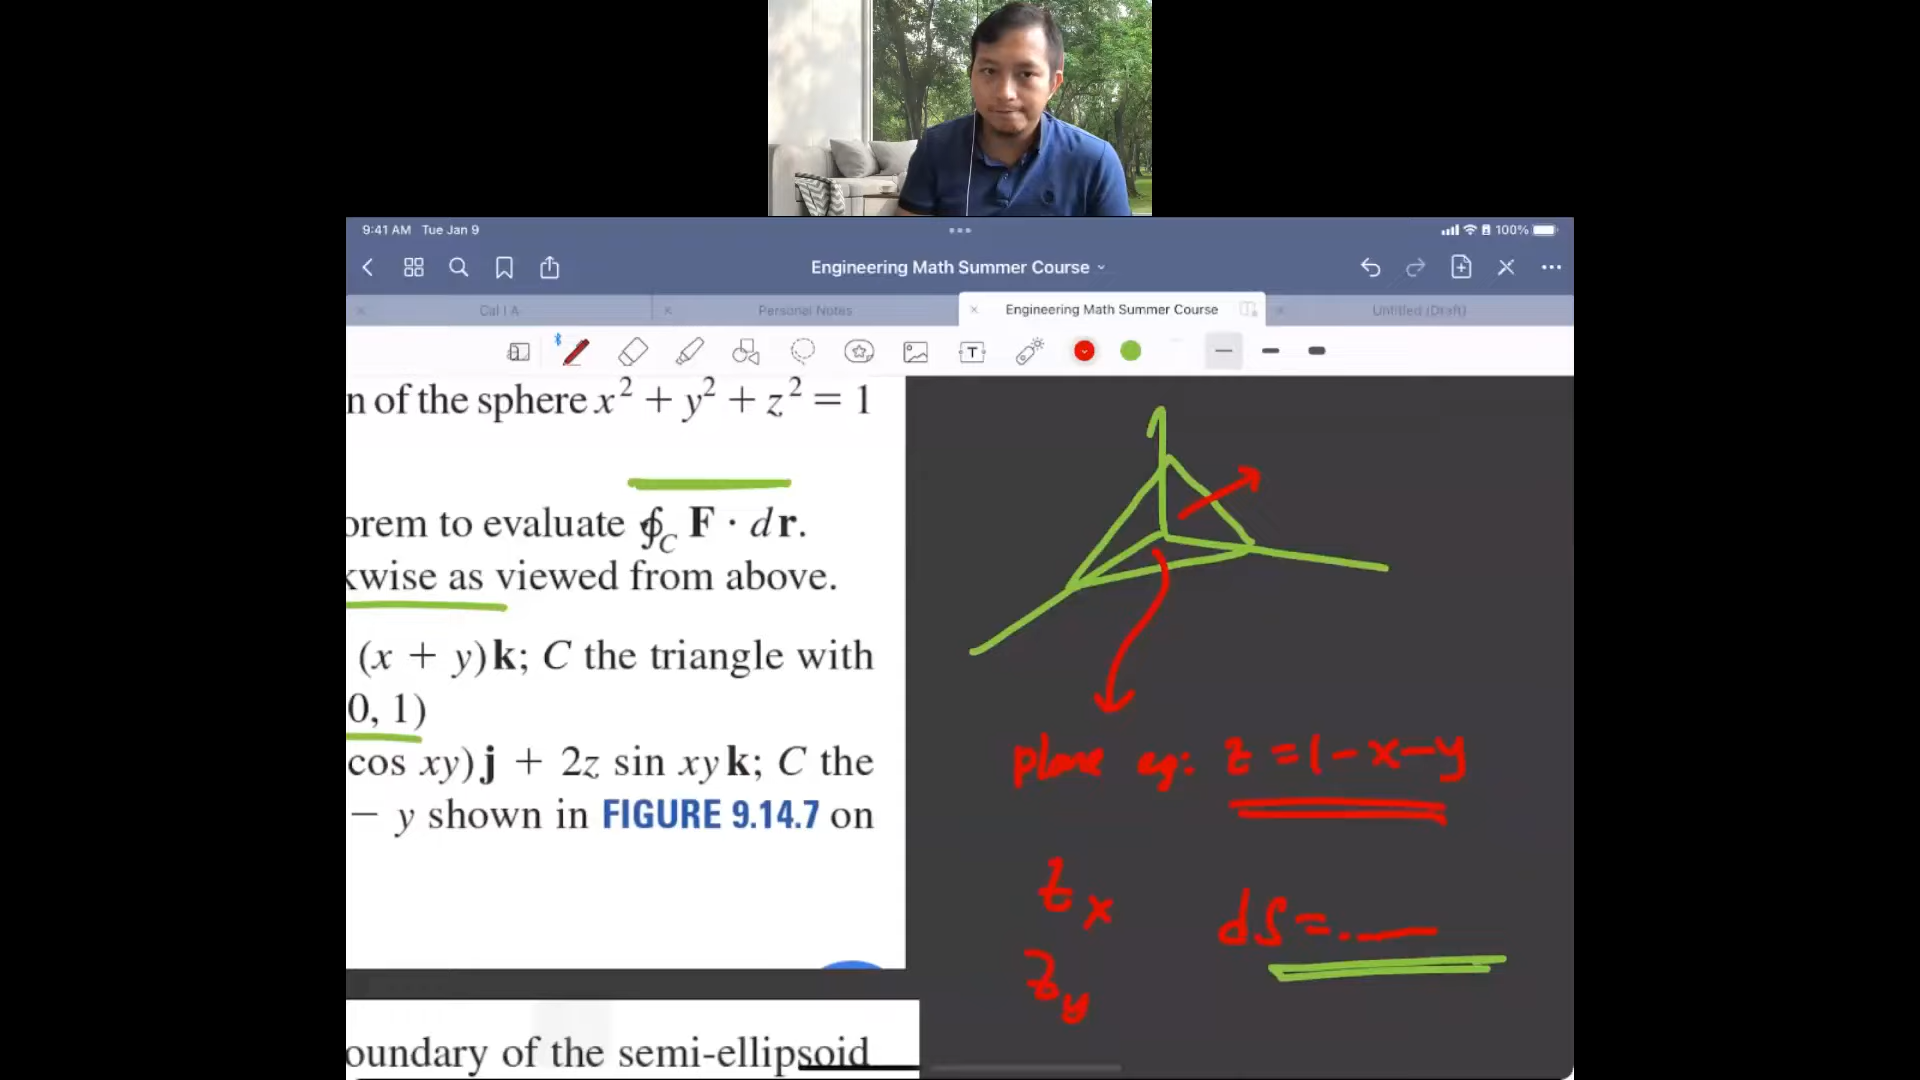 9:41 AM Tue Jan 9
100%
Engineering Math Summer Course
Cal I A
Personal Notes
Engineering Math Summer Course
Untitled (Draft)
T
n of the sphere x² + y² + z² = 1
orem to evaluate ∮_C F · dr.
kwise as viewed from above.
(x + y)k; C the triangle with
0, 1)
cos xy)j + 2z sin xyk; C the
− y shown in FIGURE 9.14.7 on
oundary of the semi-ellipsoid
plane eq: z = 1 - x - y
z_x
dS = . —
z_y